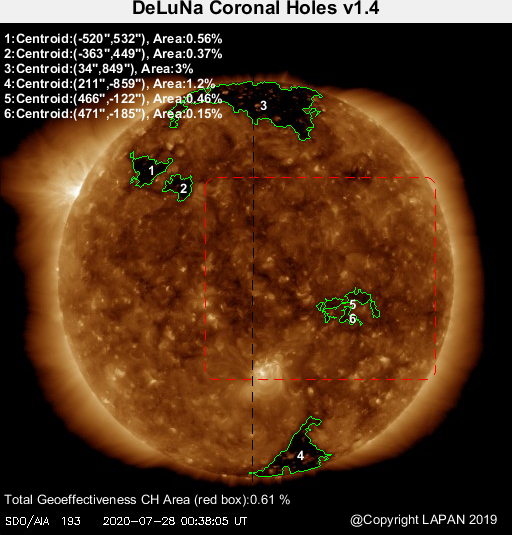 DeLuNa Coronal Holes v1.4
1:Centroid:(-520",532"), Area:0.56%
2:Centroid:(-363",449"), Area:0.37%
3:Centroid:(34",849"), Area:3%
4:Centroid:(211",-859"), Area:1.2%
5:Centroid:(466",-122"), Area:0.46%
6:Centroid:(471",-185"), Area:0.15%
3
1
2
5
6
4
Total Geoeffectiveness CH Area (red box):0.61 %
SDO/AIA 193 2020-07-28 00:38:05 UT
@Copyright LAPAN 2019